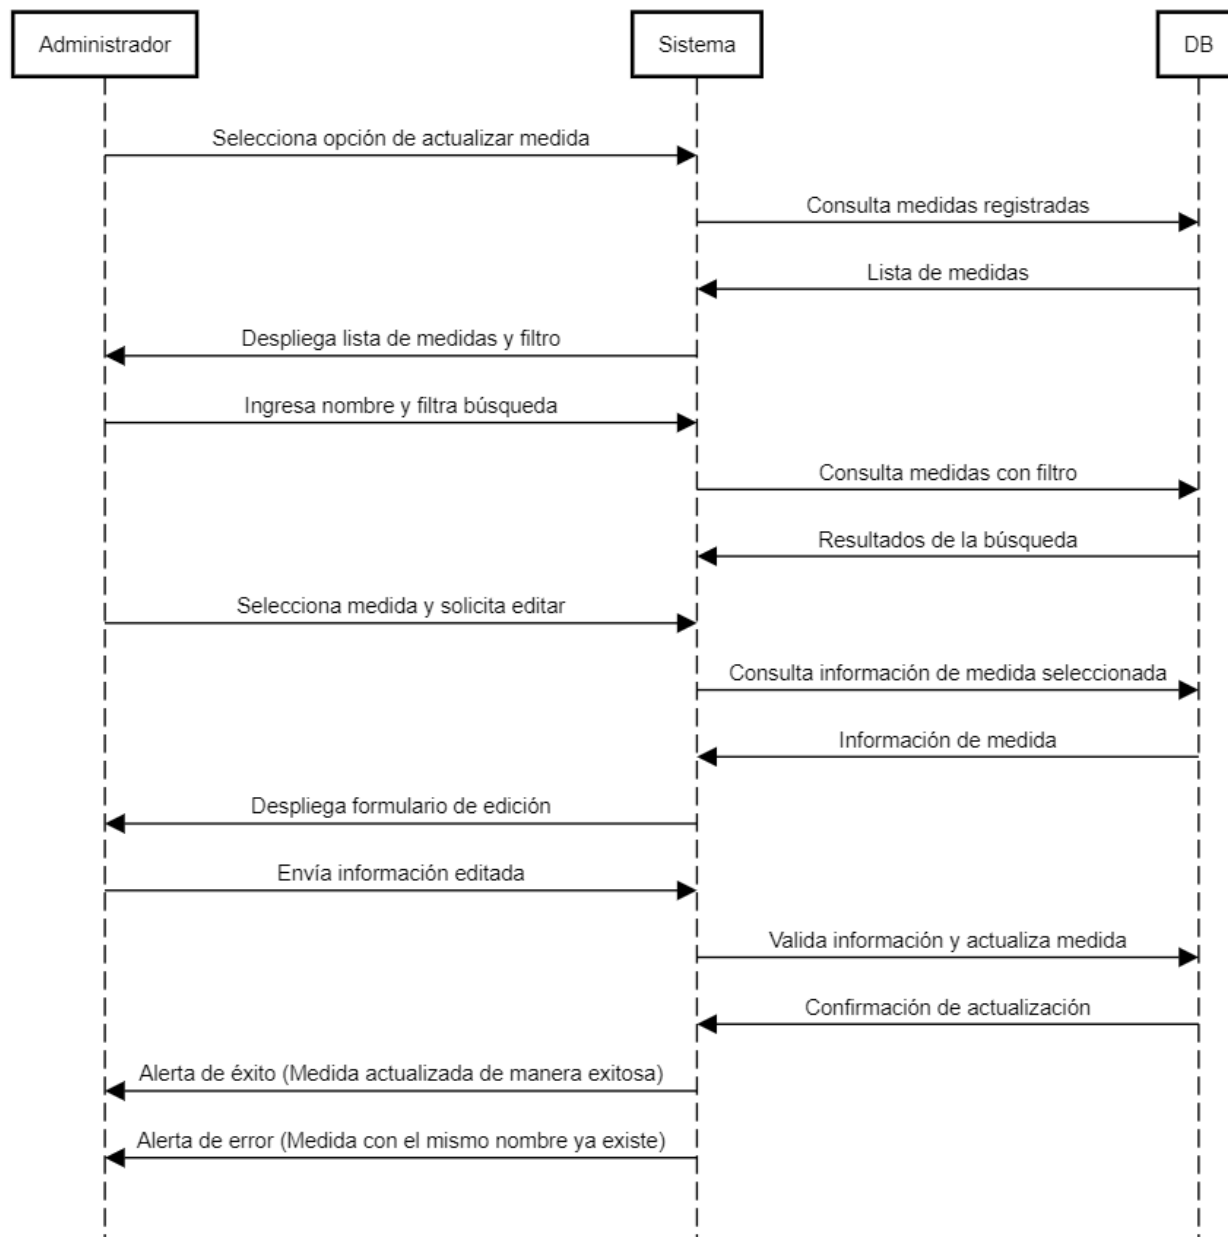 Administrador
Sistema
DB
Selecciona opción de actualizar medida
Consulta medidas registradas
Lista de medidas
Despliega lista de medidas y filtro
Ingresa nombre y filtra búsqueda
Consulta medidas con filtro
Resultados de la búsqueda
Selecciona medida y solicita editar
Consulta información de medida seleccionada
Información de medida
Despliega formulario de edición
Envía información editada
Valida información y actualiza medida
Confirmación de actualización
Alerta de éxito (Medida actualizada de manera exitosa)
Alerta de error (Medida con el mismo nombre ya existe)